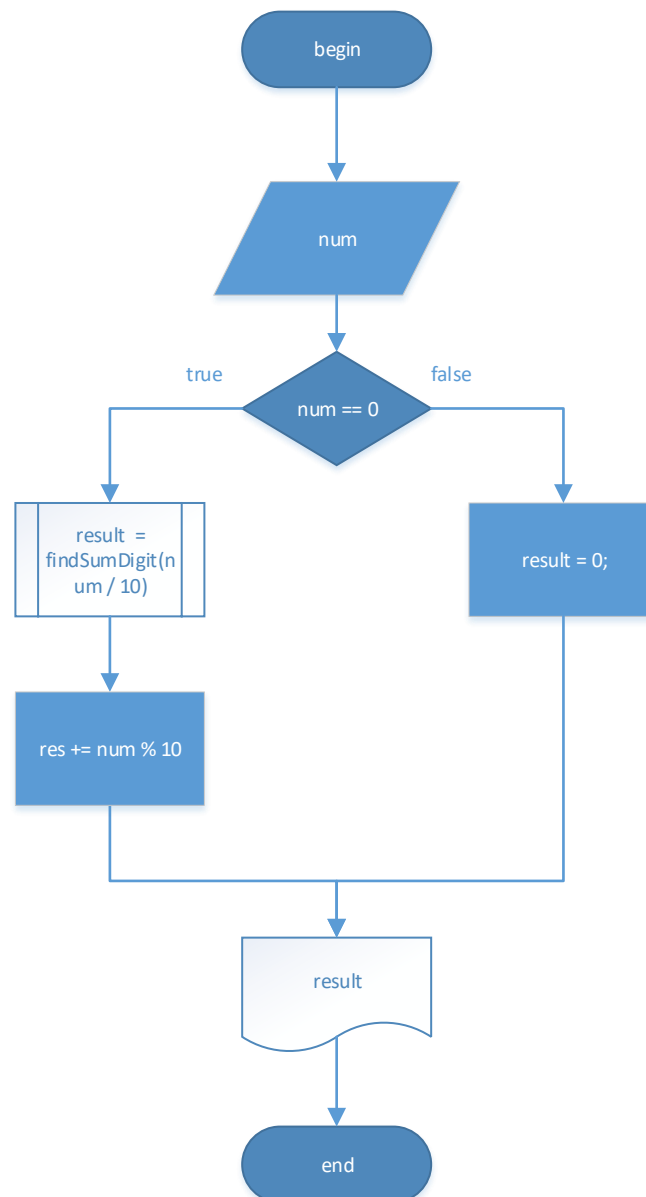 begin
num
true
false
num == 0
result =
findSumDigit(n
um / 10)
result = 0;
res += num % 10
result
end